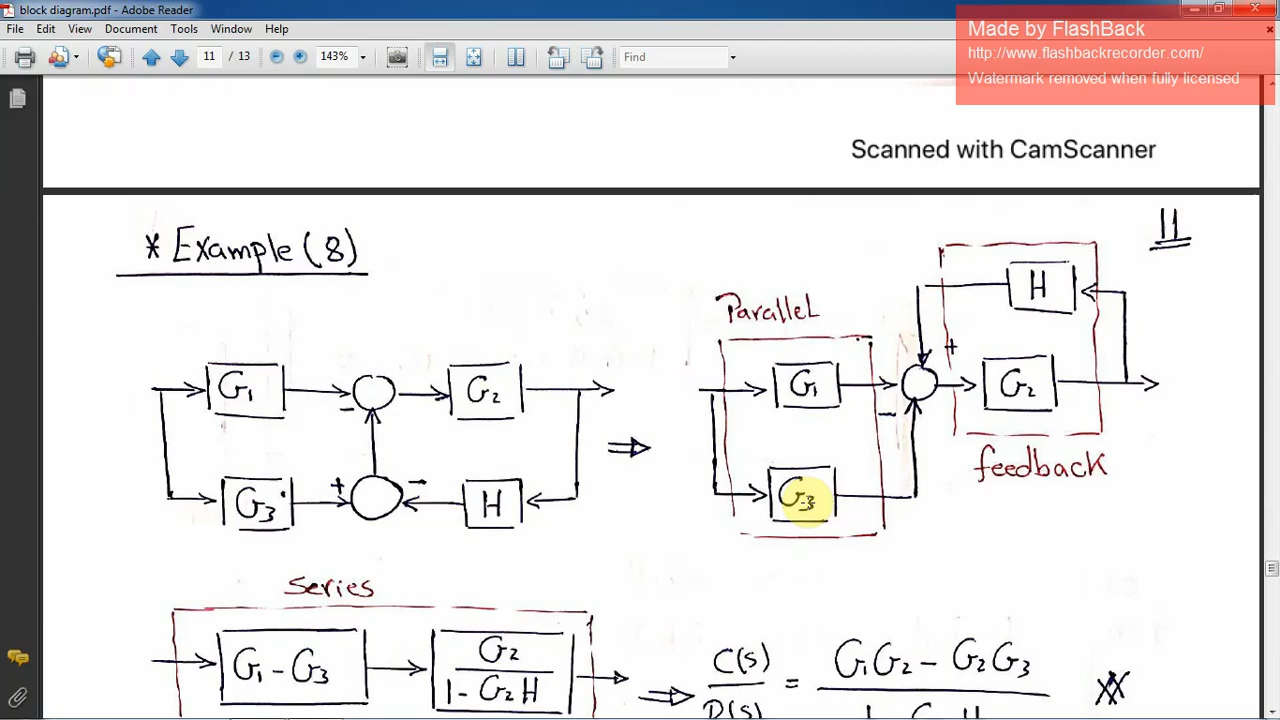 block diagram.pdf - Adobe Reader
File Edit View Document Tools Window Help
11 / 13 143% Find
Made by FlashBack
http://www.flashbackrecorder.com/
Watermark removed when fully licensed
Scanned with CamScanner
11
* Example (8)
G1
-
G2
G3
+
-
H
⇒
Parallel
G1
G3
-
+
H
G2
feedback
Series
G1 - G3
G2
1 - G2H
⇒
C(s)
=
G1G2 - G2G3